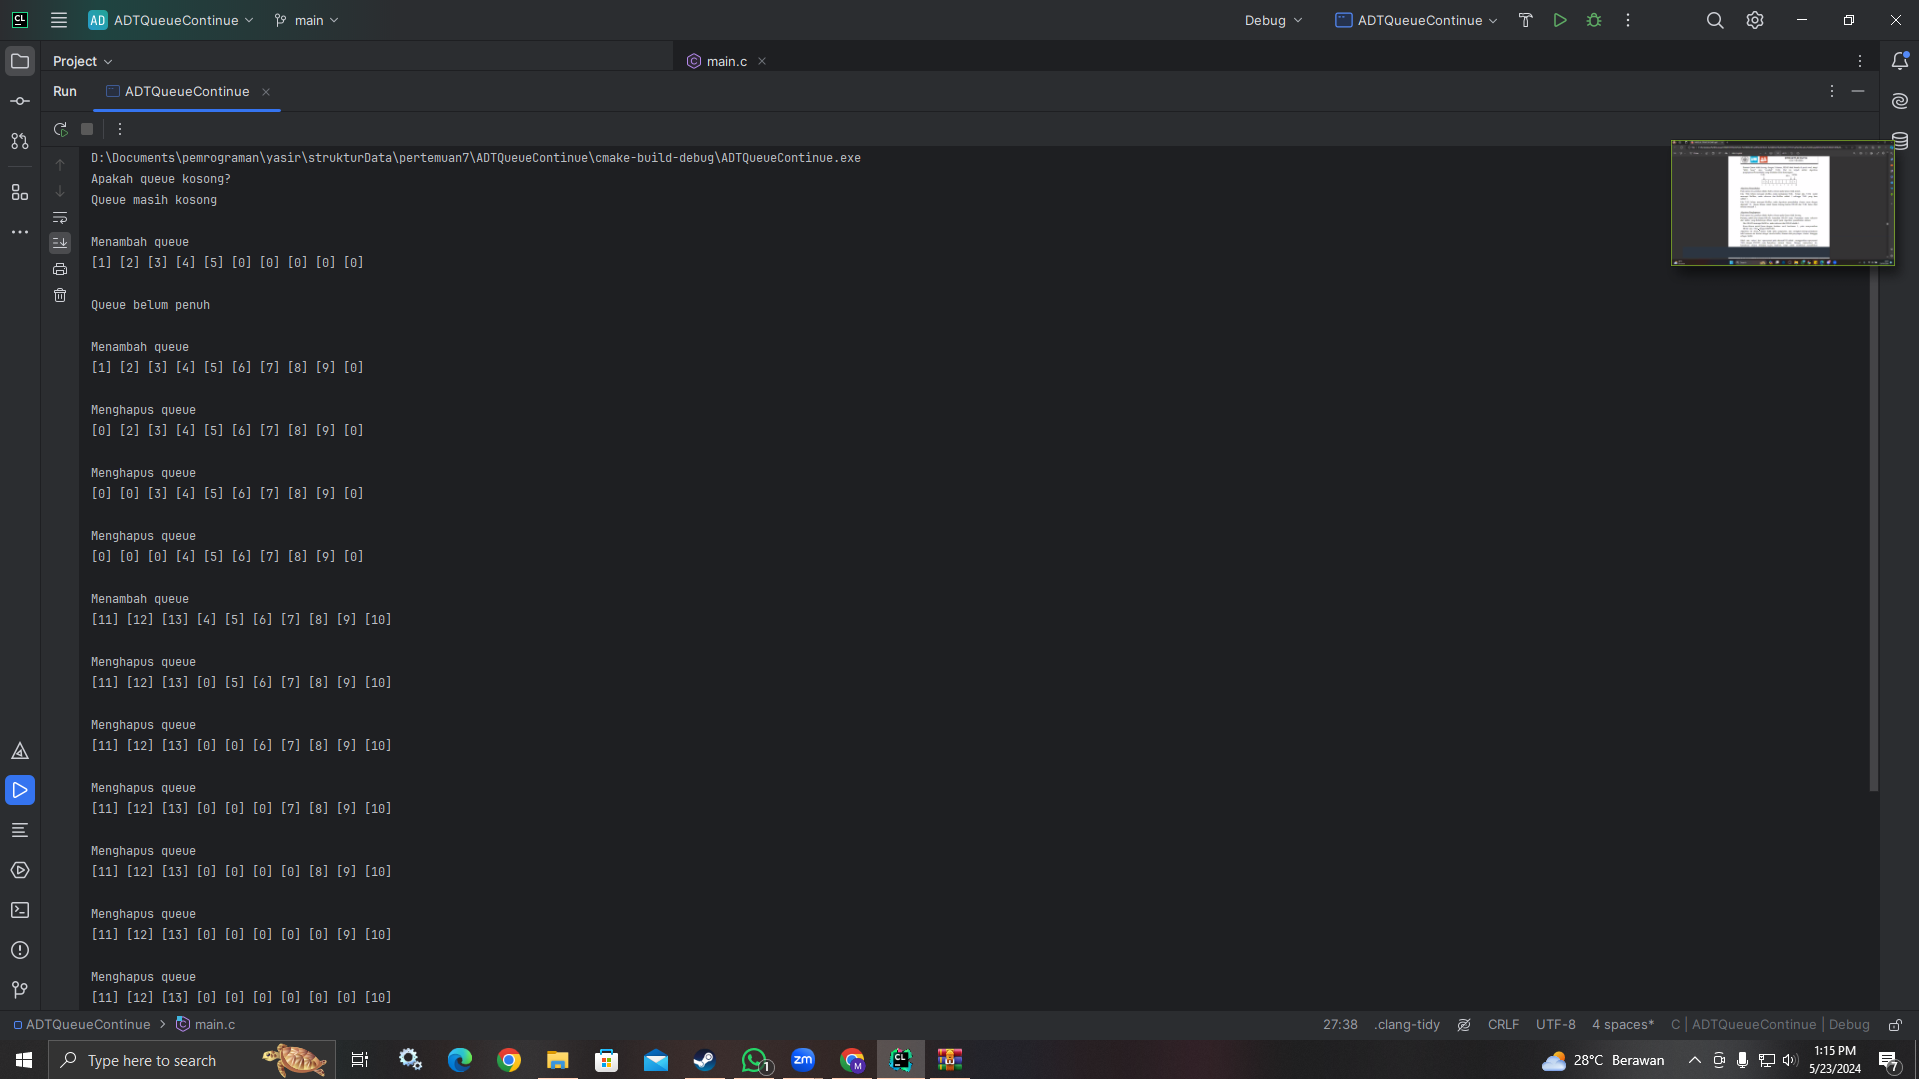 AD ADTQueueContinue main Debug ADTQueueContinue
Project main.c
Run ADTQueueContinue
D:\Documents\pemrograman\yasir\strukturData\pertemuan7\ADTQueueContinue\cmake-build-debug\ADTQueueContinue.exe
Apakah queue kosong?
Queue masih kosong
Menambah queue
[1] [2] [3] [4] [5] [0] [0] [0] [0] [0]
Queue belum penuh
Menambah queue
[1] [2] [3] [4] [5] [6] [7] [8] [9] [0]
Menghapus queue
[0] [2] [3] [4] [5] [6] [7] [8] [9] [0]
Menghapus queue
[0] [0] [3] [4] [5] [6] [7] [8] [9] [0]
Menghapus queue
[0] [0] [0] [4] [5] [6] [7] [8] [9] [0]
Menambah queue
[11] [12] [13] [4] [5] [6] [7] [8] [9] [10]
Menghapus queue
[11] [12] [13] [0] [5] [6] [7] [8] [9] [10]
Menghapus queue
[11] [12] [13] [0] [0] [6] [7] [8] [9] [10]
Menghapus queue
[11] [12] [13] [0] [0] [0] [7] [8] [9] [10]
Menghapus queue
[11] [12] [13] [0] [0] [0] [0] [8] [9] [10]
Menghapus queue
[11] [12] [13] [0] [0] [0] [0] [0] [9] [10]
Menghapus queue
[11] [12] [13] [0] [0] [0] [0] [0] [0] [10]
ADTQueueContinue > main.c 27:38 .clang-tidy CRLF UTF-8 4 spaces* C | ADTQueueContinue | Debug
Type here to search 1 zm M CL 28°C Berawan 1:15 PM
5/23/2024 7